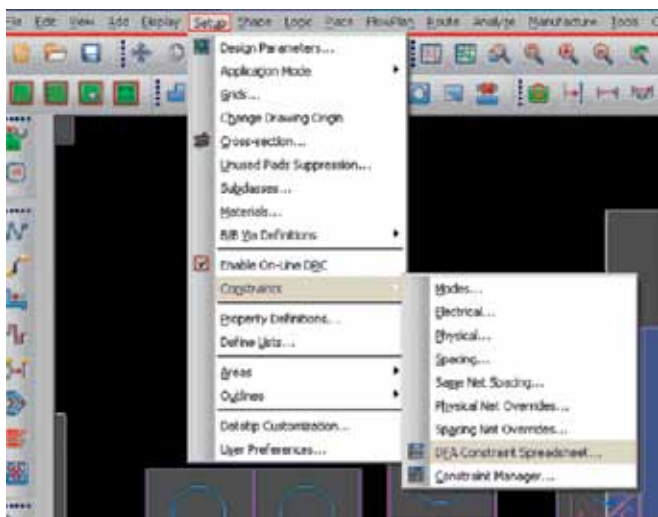 File Edit View Add Display Setup Shape Logic Place FlowPlan Route Analyze Manufacture Tools
Design Parameters...
Application Mode
Grids...
Change Drawing Origin
Cross-section...
Unused Pads Suppression...
Subclasses...
Materials...
B/B Via Definitions
Enable On-Line DRC
Constraints
Modes...
Electrical...
Physical...
Spacing...
Same Net Spacing...
Physical Net Overrides...
Spacing Net Overrides...
DFA Constraint Spreadsheet...
Constraint Manager...
Property Definitions...
Define Lists...
Areas
Outlines
Datatip Customization...
User Preferences...